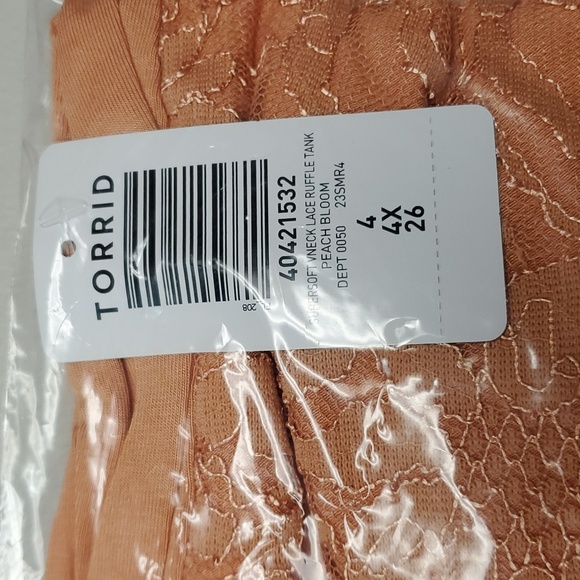 TORRID
208
40421532
SUPERSOFT VNECK LACE RUFFLE TANK
PEACH BLOOM
DEPT 0050 23SMR4
4
4X
26